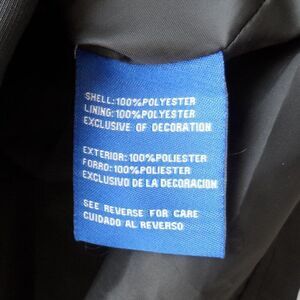 SHELL:100%POLYESTER
LINING:100%POLYESTER
EXCLUSIVE OF DECORATION
EXTERIOR:100%POLIESTER
FORRO:100%POLIESTER
EXCLUSIVO DE LA DECORACION
SEE REVERSE FOR CARE
CUIDADO AL REVERSO